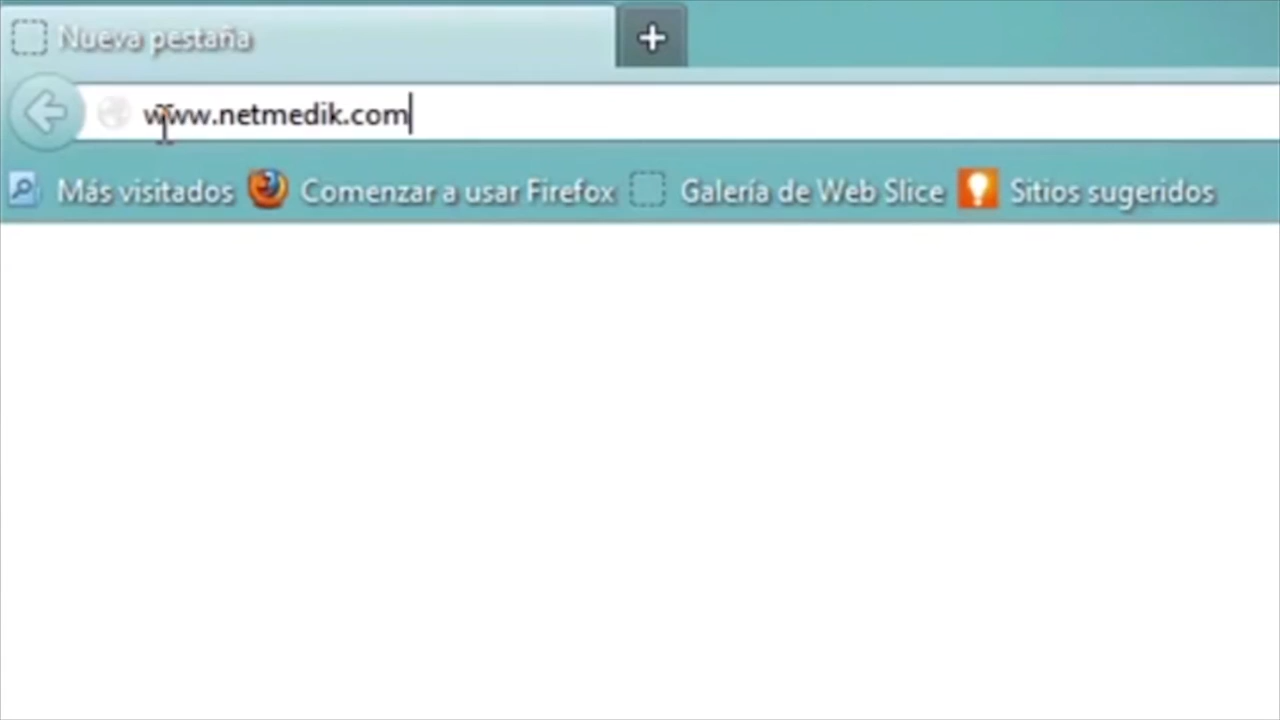 Nueva pestaña
www.netmedik.com
Más visitados Comenzar a usar Firefox Galería de Web Slice Sitios sugeridos